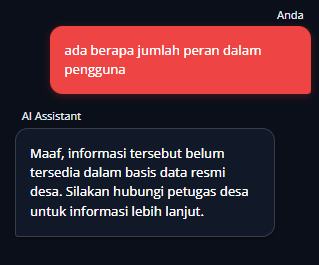 Anda
ada berapa jumlah peran dalam
pengguna
AI Assistant
Maaf, informasi tersebut belum
tersedia dalam basis data resmi
desa. Silakan hubungi petugas desa
untuk informasi lebih lanjut.